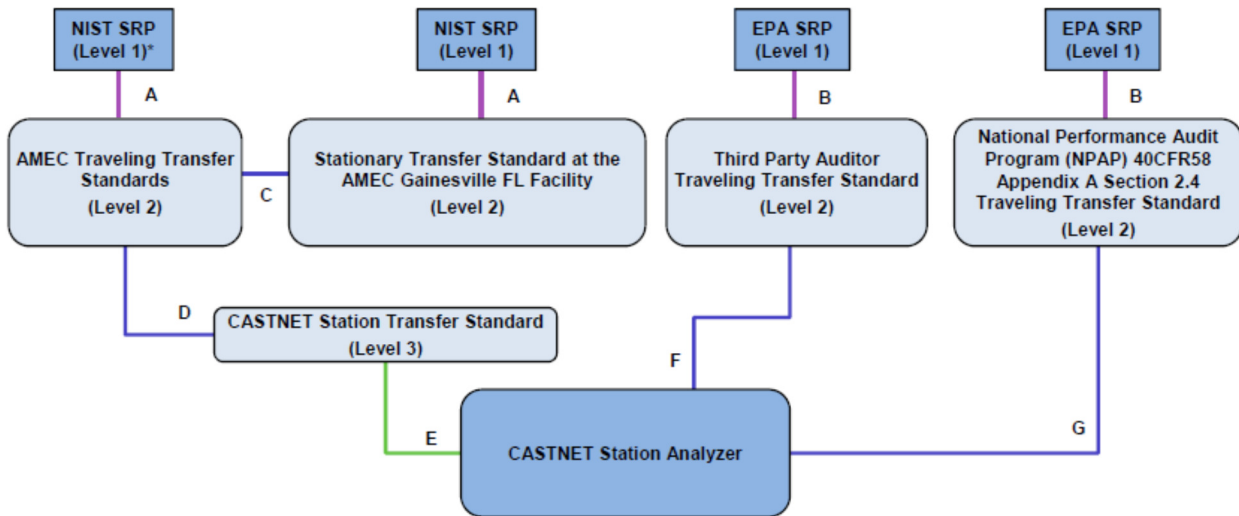 NIST SRP
(Level 1)*
NIST SRP
(Level 1)
EPA SRP
(Level 1)
EPA SRP
(Level 1)
A
A
B
B
AMEC Traveling Transfer
Standards
(Level 2)
C
Stationary Transfer Standard at the
AMEC Gainesville FL Facility
(Level 2)
Third Party Auditor
Traveling Transfer Standard
(Level 2)
National Performance Audit
Program (NPAP) 40CFR58
Appendix A Section 2.4
Traveling Transfer Standard
(Level 2)
D
CASTNET Station Transfer Standard
(Level 3)
F
E
G
CASTNET Station Analyzer